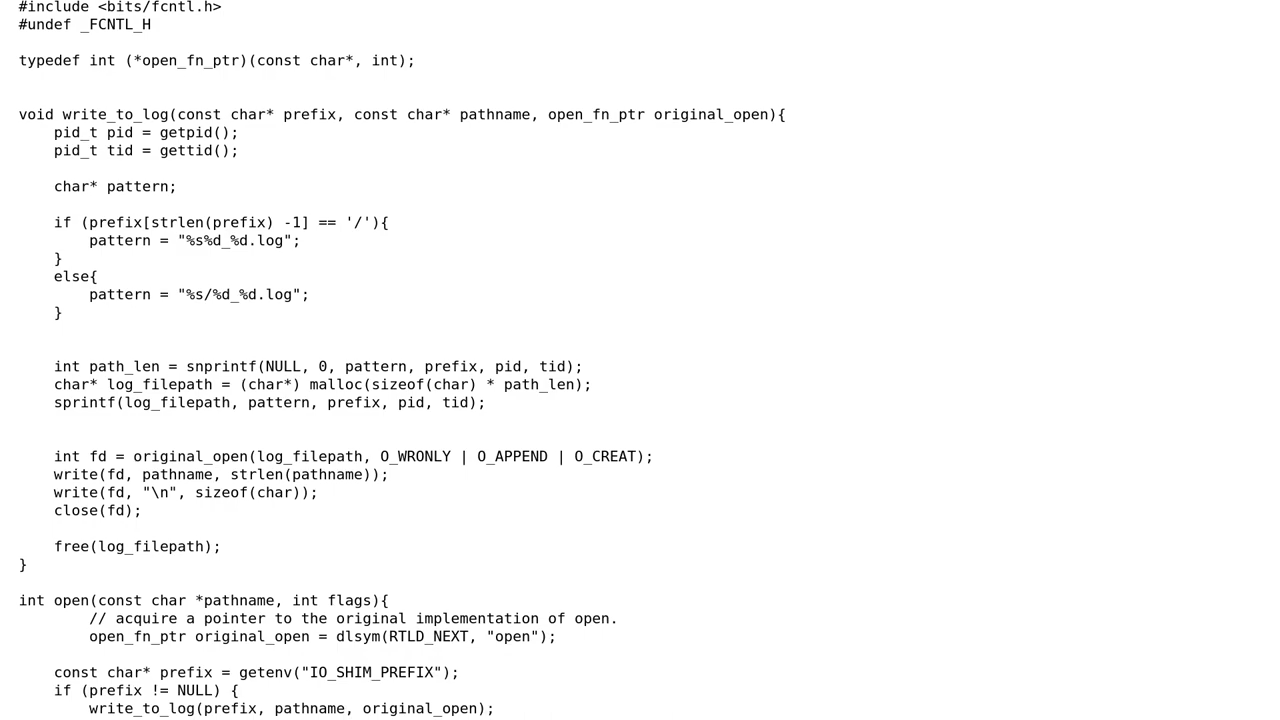 #include <bits/fcntl.h>
#undef _FCNTL_H
typedef int (*open_fn_ptr)(const char*, int);
void write_to_log(const char* prefix, const char* pathname, open_fn_ptr original_open){
    pid_t pid = getpid();
    pid_t tid = gettid();
    char* pattern;
    if (prefix[strlen(prefix) -1] == '/'){
        pattern = "%s%d_%d.log";
    }
    else{
        pattern = "%s/%d_%d.log";
    }
    int path_len = snprintf(NULL, 0, pattern, prefix, pid, tid);
    char* log_filepath = (char*) malloc(sizeof(char) * path_len);
    sprintf(log_filepath, pattern, prefix, pid, tid);
    int fd = original_open(log_filepath, O_WRONLY | O_APPEND | O_CREAT);
    write(fd, pathname, strlen(pathname));
    write(fd, "\n", sizeof(char));
    close(fd);
    free(log_filepath);
}
int open(const char *pathname, int flags){
        // acquire a pointer to the original implementation of open.
        open_fn_ptr original_open = dlsym(RTLD_NEXT, "open");
    const char* prefix = getenv("IO_SHIM_PREFIX");
    if (prefix != NULL) {
        write_to_log(prefix, pathname, original_open);